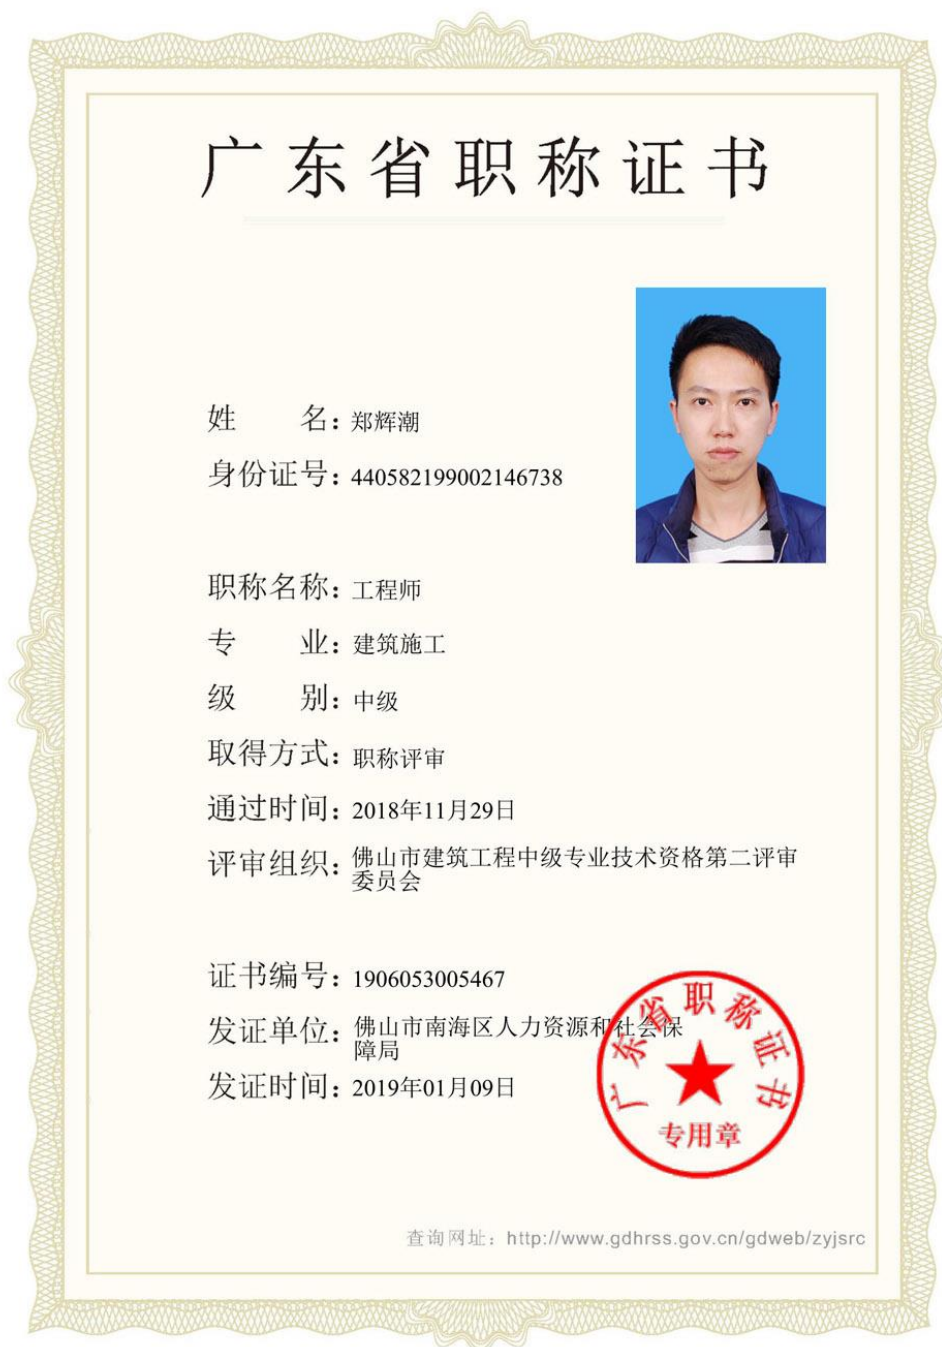 广东省职称证书
姓 名：郑辉潮
身份证号：440582199002146738
职称名称：工程师
专 业：建筑施工
级 别：中级
取得方式：职称评审
通过时间：2018年11月29日
评审组织：佛山市建筑工程中级专业技术资格第二评审
委员会
证书编号：1906053005467
发证单位：佛山市南海区人力资源和社会保
障局
发证时间：2019年01月09日
广东省职称证书
专用章
查询网址：http://www.gdhrss.gov.cn/gdweb/zyjsrc